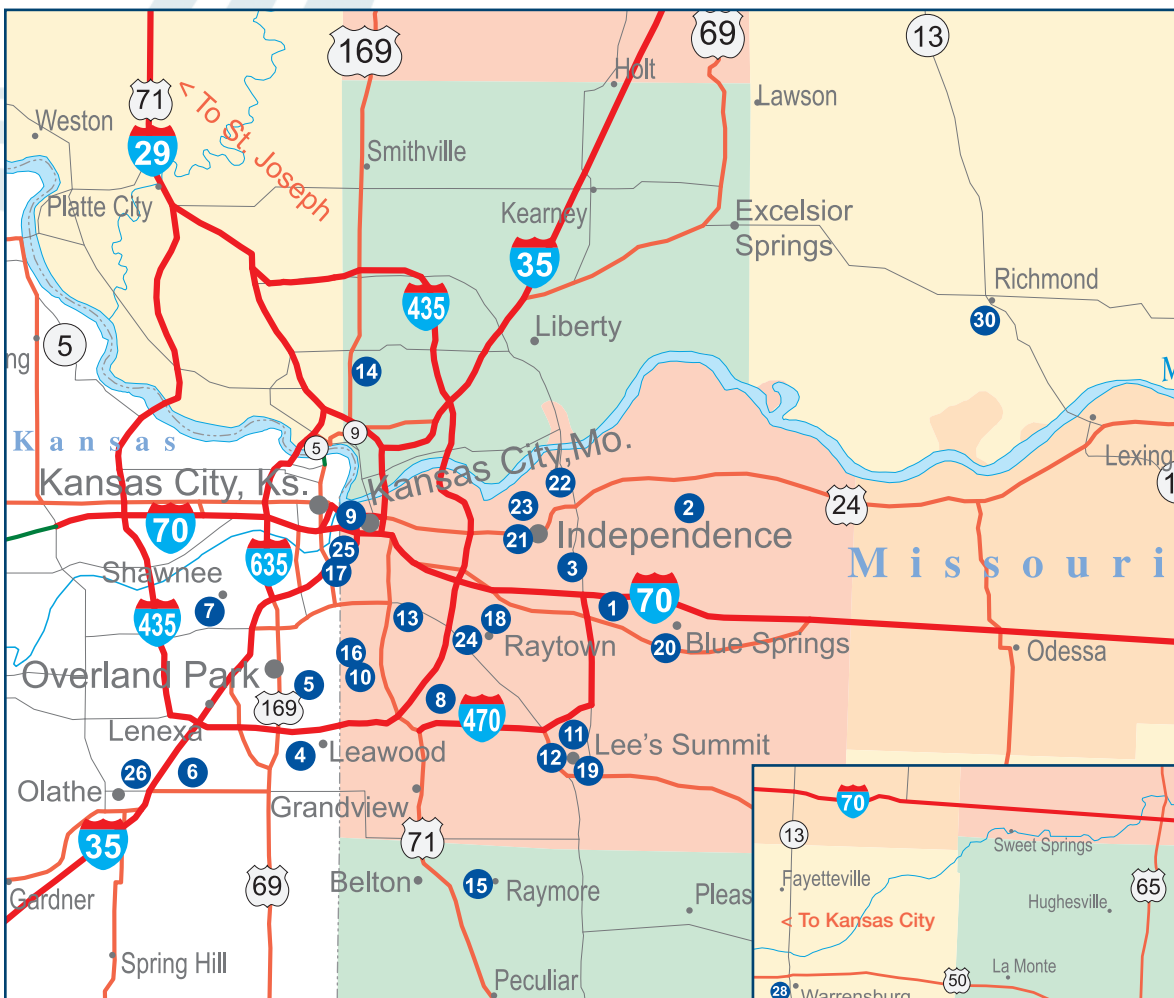 169
69
13
Holt
71
Lawson
< To St. Joseph
Weston
29
Smithville
Platte City
Kearney
Excelsior
Springs
35
435
Richmond
30
Liberty
5
ng
14
M
9
5
Kansas
Kansas City, Mo.
Lexing
Kansas City, Ks.
22
1
24
23
2
9
70
21
Independence
25
635
3
Missouri
Shawnee
17
70
7
435
1
13
18
24
Raytown
20
Blue Springs
Odessa
16
Overland Park
10
5
8
169
470
Lenexa
11
4
Leawood
12
Lee's Summit
26
6
19
Olathe
Grandview
70
35
71
13
Sweet Springs
Belton
15
Raymore
Fayetteville
65
69
Gardner
Pleas
Hughesville
< To Kansas City
Spring Hill
La Monte
50
Peculiar
28
Warrensburg